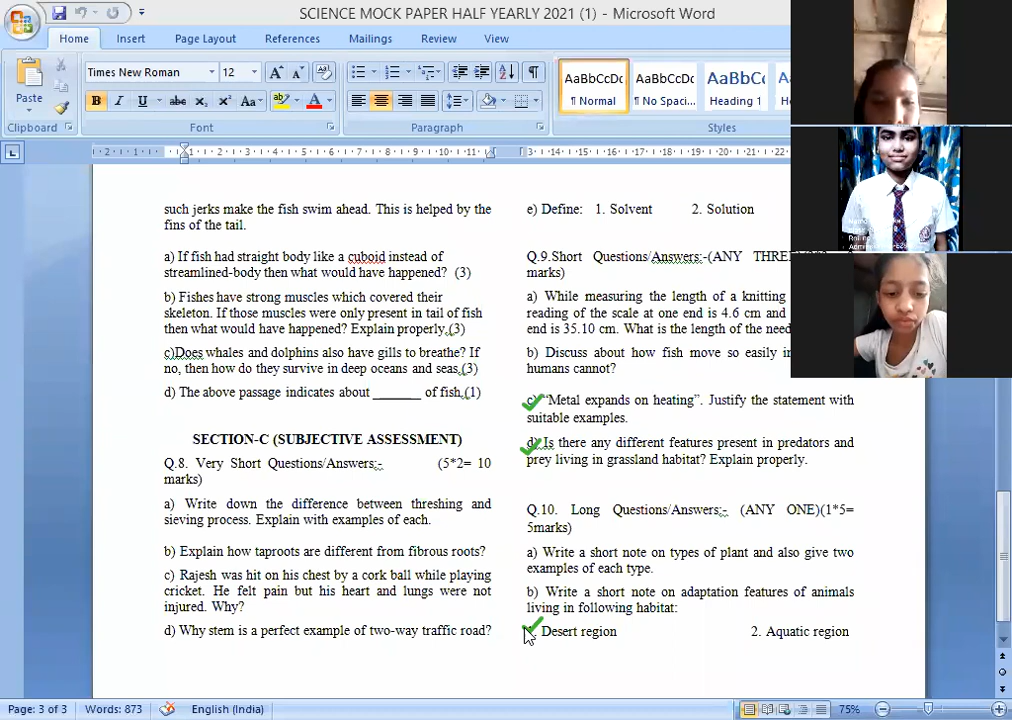 SCIENCE MOCK PAPER HALF YEARLY 2021 (1) - Microsoft Word
Home Insert Page Layout References Mailings Review View
Times New Roman 12
AaBbCcDc AaBbCcDc AaBbCc
Paste
¶ Normal ¶ No Spaci... Heading 1
Clipboard Font Paragraph Styles
such jerks make the fish swim ahead. This is helped by the
fins of the tail.
a) If fish had straight body like a cuboid instead of
streamlined-body then what would have happened? (3)
b) Fishes have strong muscles which covered their
skeleton. If those muscles were only present in tail of fish
then what would have happened? Explain properly.(3)
c)Does whales and dolphins also have gills to breathe? If
no, then how do they survive in deep oceans and seas.(3)
d) The above passage indicates about _______ of fish.(1)
SECTION-C (SUBJECTIVE ASSESSMENT)
Q.8. Very Short Questions/Answers:- (5*2= 10
marks)
a) Write down the difference between threshing and
sieving process. Explain with examples of each.
b) Explain how taproots are different from fibrous roots?
c) Rajesh was hit on his chest by a cork ball while playing
cricket. He felt pain but his heart and lungs were not
injured. Why?
d) Why stem is a perfect example of two-way traffic road?
e) Define: 1. Solvent 2. Solution
Q.9.Short Questions/Answers:-(ANY THREE)
marks)
a) While measuring the length of a knitting
reading of the scale at one end is 4.6 cm and
end is 35.10 cm. What is the length of the need
b) Discuss about how fish move so easily in
humans cannot?
c) "Metal expands on heating". Justify the statement with
suitable examples.
d) Is there any different features present in predators and
prey living in grassland habitat? Explain properly.
Q.10. Long Questions/Answers:- (ANY ONE)(1*5=
5marks)
a) Write a short note on types of plant and also give two
examples of each type.
b) Write a short note on adaptation features of animals
living in following habitat:
Desert region 2. Aquatic region
Page: 3 of 3 Words: 873 English (India) 75%